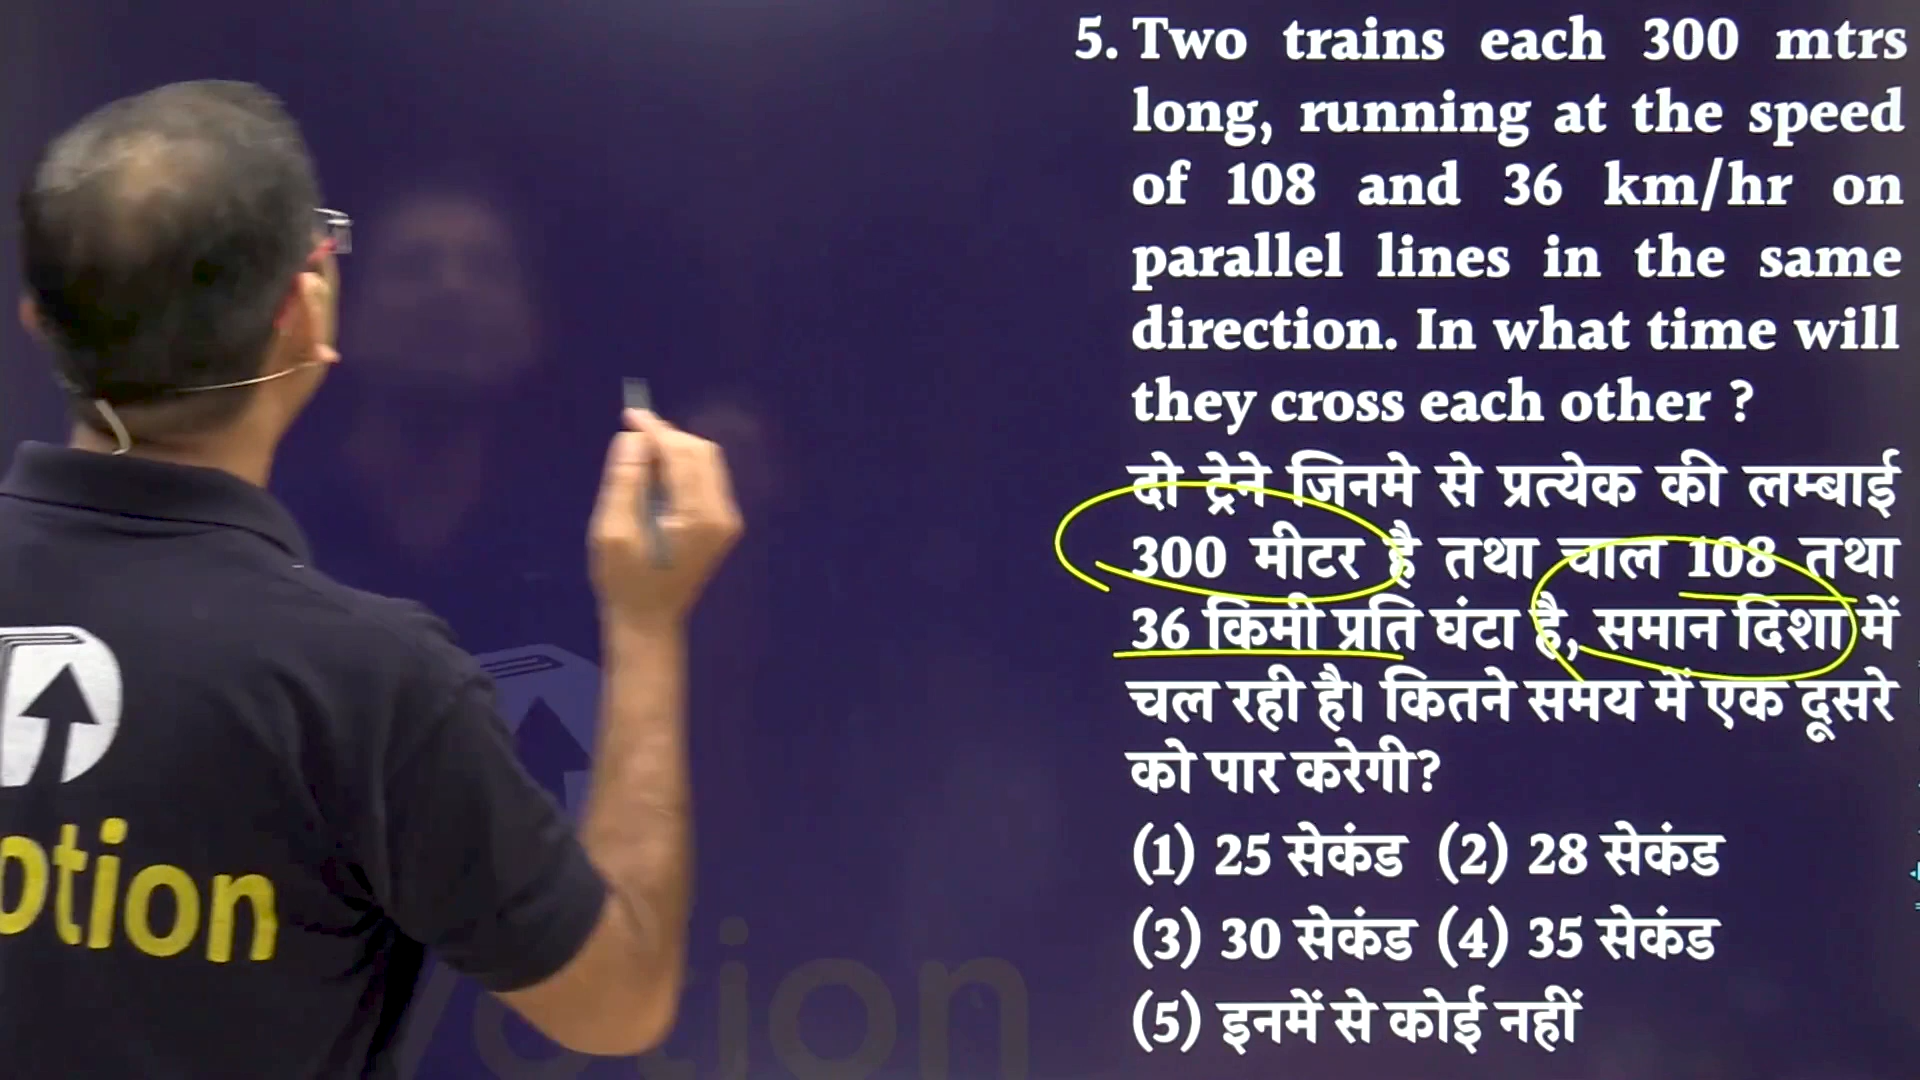 5. Two trains each 300 mtrs
long, running at the speed
of 108 and 36 km/hr on
parallel lines in the same
direction. In what time will
they cross each other ?
दो ट्रेने जिनमे से प्रत्येक की लम्बाई
300 मीटर है तथा चाल 108 तथा
36 किमी प्रति घंटा है, समान दिशा में
चल रही है। कितने समय में एक दूसरे
को पार करेगी?
(1) 25 सेकंड (2) 28 सेकंड
(3) 30 सेकंड (4) 35 सेकंड
(5) इनमें से कोई नहीं
otion